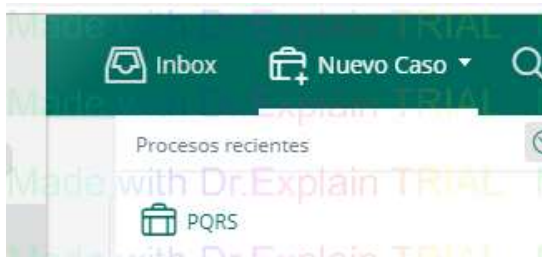 Made with Dr.Explain TRIAL
Inbox Nuevo Caso
Made with Dr.Explain TRIAL
Procesos recientes
Made with Dr.Explain TRIAL
PQRS
Made with Dr.Explain TRIAL